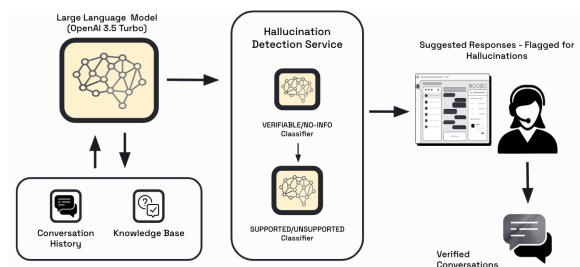 Large Language Model
(OpenAI 3.5 Turbo)
Conversation
History
Knowledge Base
Hallucination
Detection Service
VERIFIABLE/NO-INFO
Classifier
SUPPORTED/UNSUPPORTED
Classifier
Suggested Responses - Flagged for
Hallucinations
Verified
Conversations